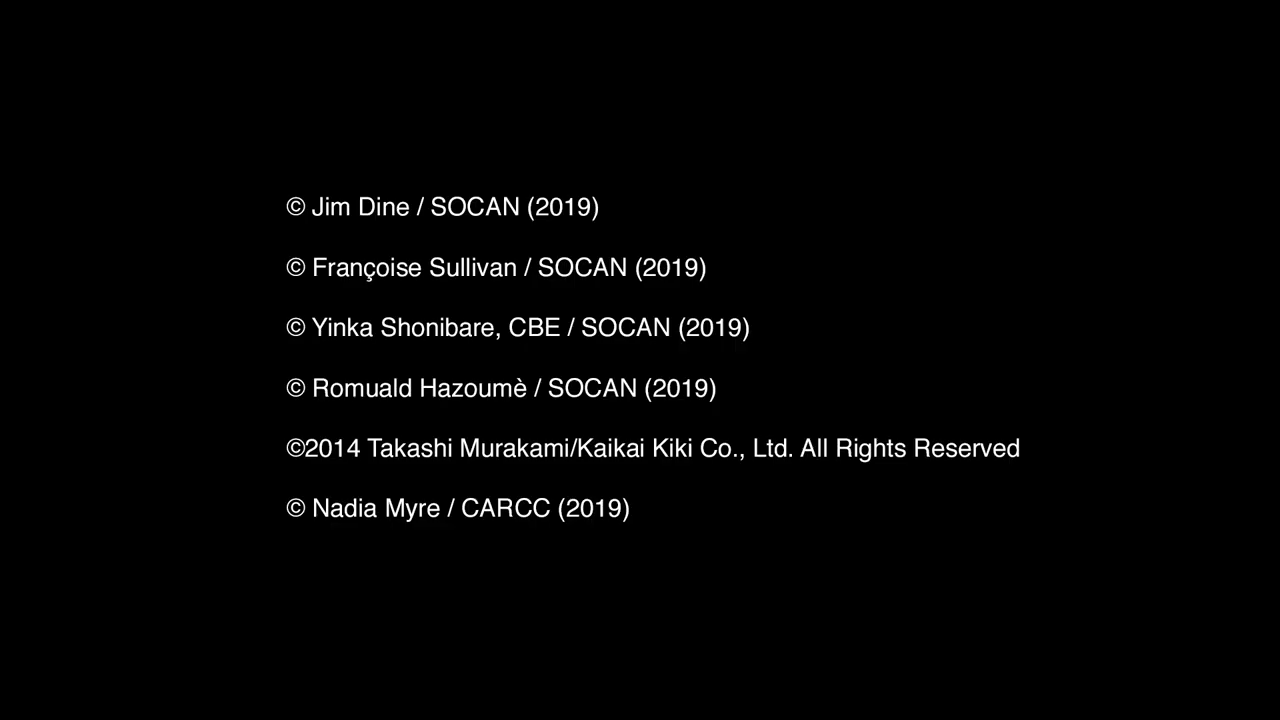 © Jim Dine / SOCAN (2019)
© Françoise Sullivan / SOCAN (2019)
© Yinka Shonibare, CBE / SOCAN (2019)
© Romuald Hazoumè / SOCAN (2019)
©2014 Takashi Murakami/Kaikai Kiki Co., Ltd. All Rights Reserved
© Nadia Myre / CARCC (2019)